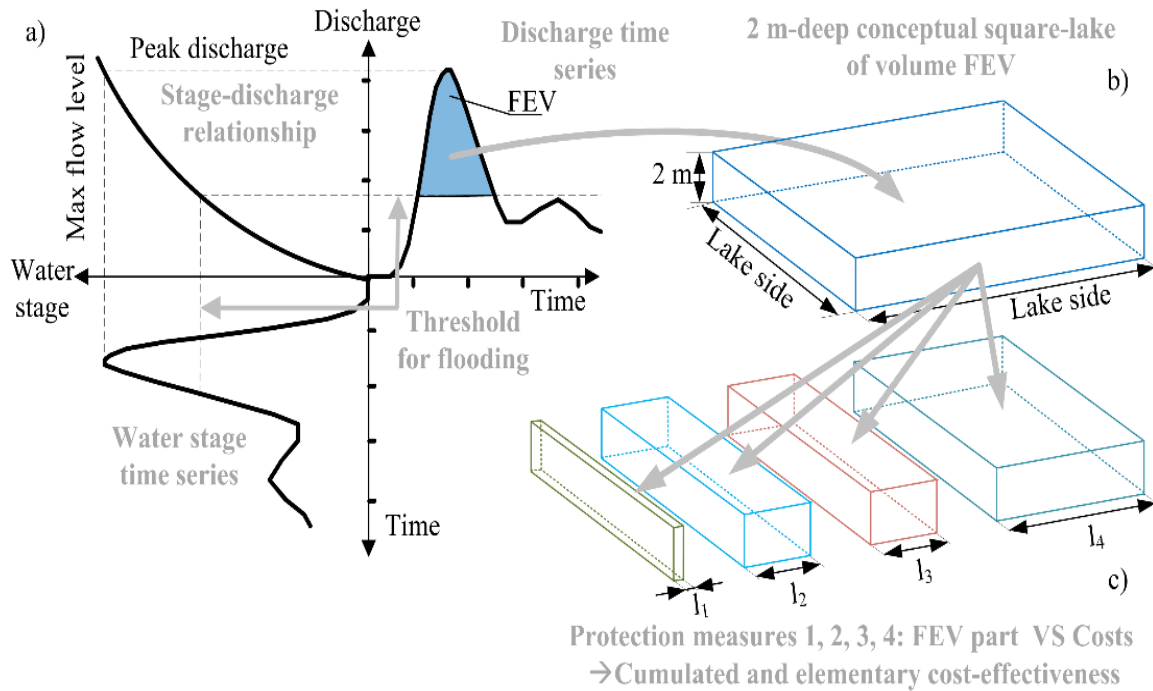 a)
Discharge
Peak discharge
Max flow level
Stage-discharge
relationship
FEV
Discharge time
series
Water
stage
Time
Threshold
for flooding
Water stage
time series
Time
2 m-deep conceptual square-lake
of volume FEV
b)
2 m
Lake side
Lake side
l1
l2
l3
l4
c)
Protection measures 1, 2, 3, 4: FEV part VS Costs
→Cumulated and elementary cost-effectiveness